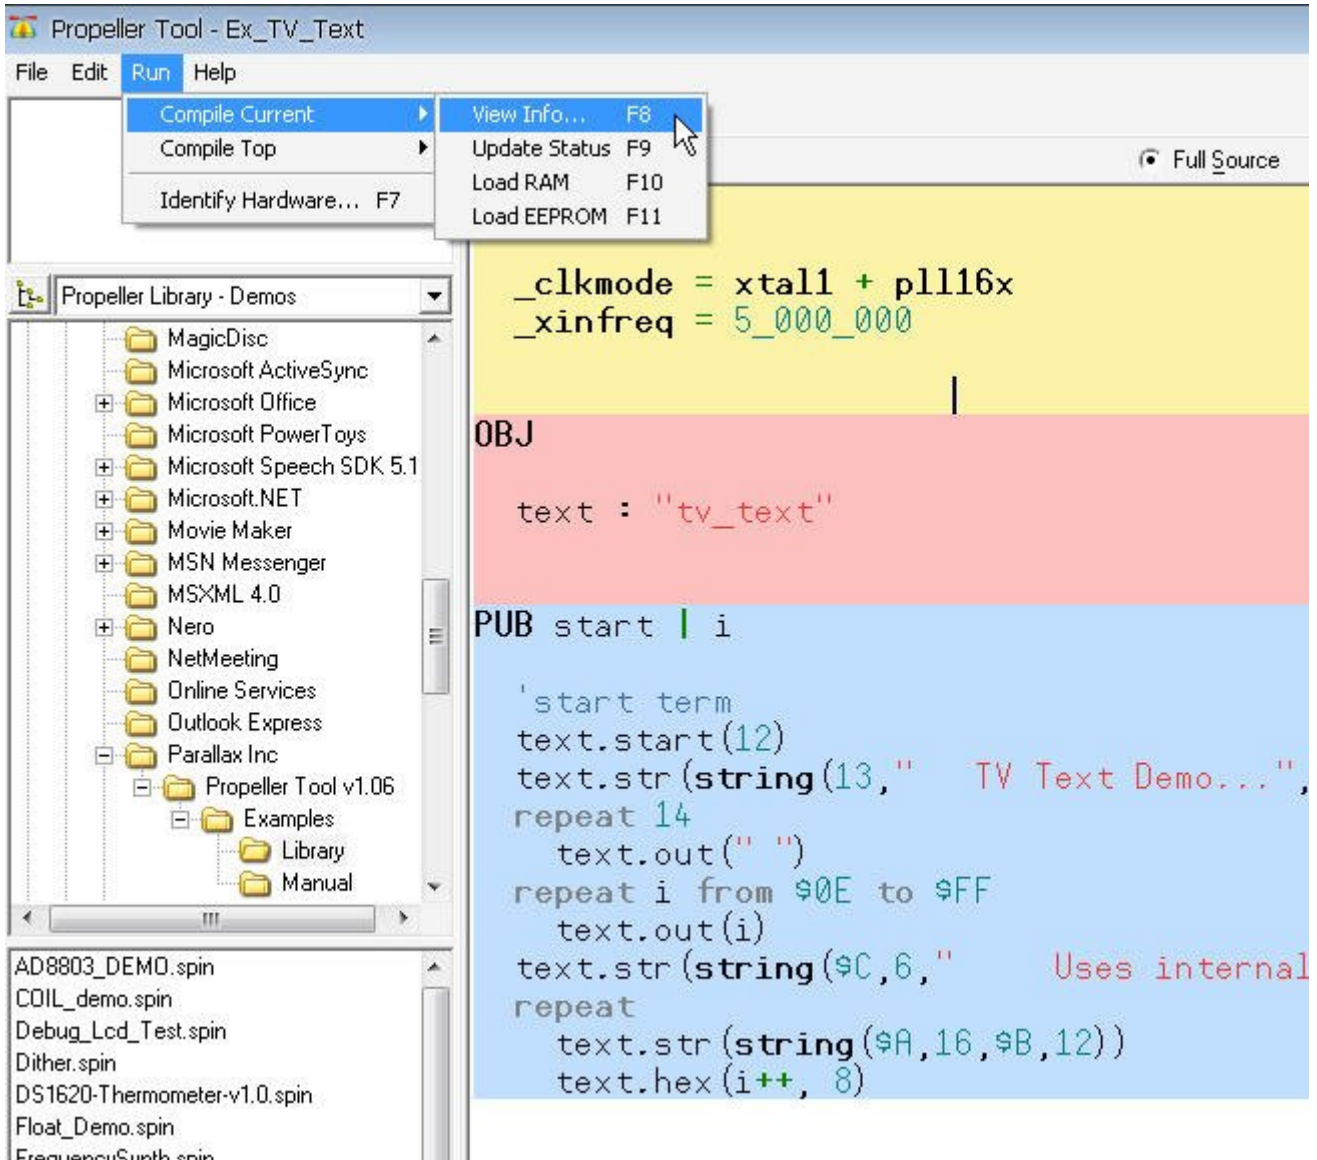 Propeller Tool - Ex_TV_Text
File Edit Run Help
Compile Current
Compile Top
Identify Hardware... F7
View Info... F8
Update Status F9
Load RAM F10
Load EEPROM F11
Full Source
_clkmode = xtal1 + pll16x
_xinfreq = 5_000_000
OBJ
text : "tv_text"
PUB start | i
'start term
text.start(12)
text.str(string(13,"   TV Text Demo...",
repeat 14
text.out(" ")
repeat i from $0E to $FF
text.out(i)
text.str(string($C,6,"     Uses internal
repeat
text.str(string($A,16,$B,12))
text.hex(i++, 8)
Propeller Library - Demos
MagicDisc
Microsoft ActiveSync
Microsoft Office
Microsoft PowerToys
Microsoft Speech SDK 5.1
Microsoft.NET
Movie Maker
MSN Messenger
MSXML 4.0
Nero
NetMeeting
Online Services
Outlook Express
Parallax Inc
Propeller Tool v1.06
Examples
Library
Manual
AD8803_DEMO.spin
COIL_demo.spin
Debug_Lcd_Test.spin
Dither.spin
DS1620-Thermometer-v1.0.spin
Float_Demo.spin
FrequencySynth.spin